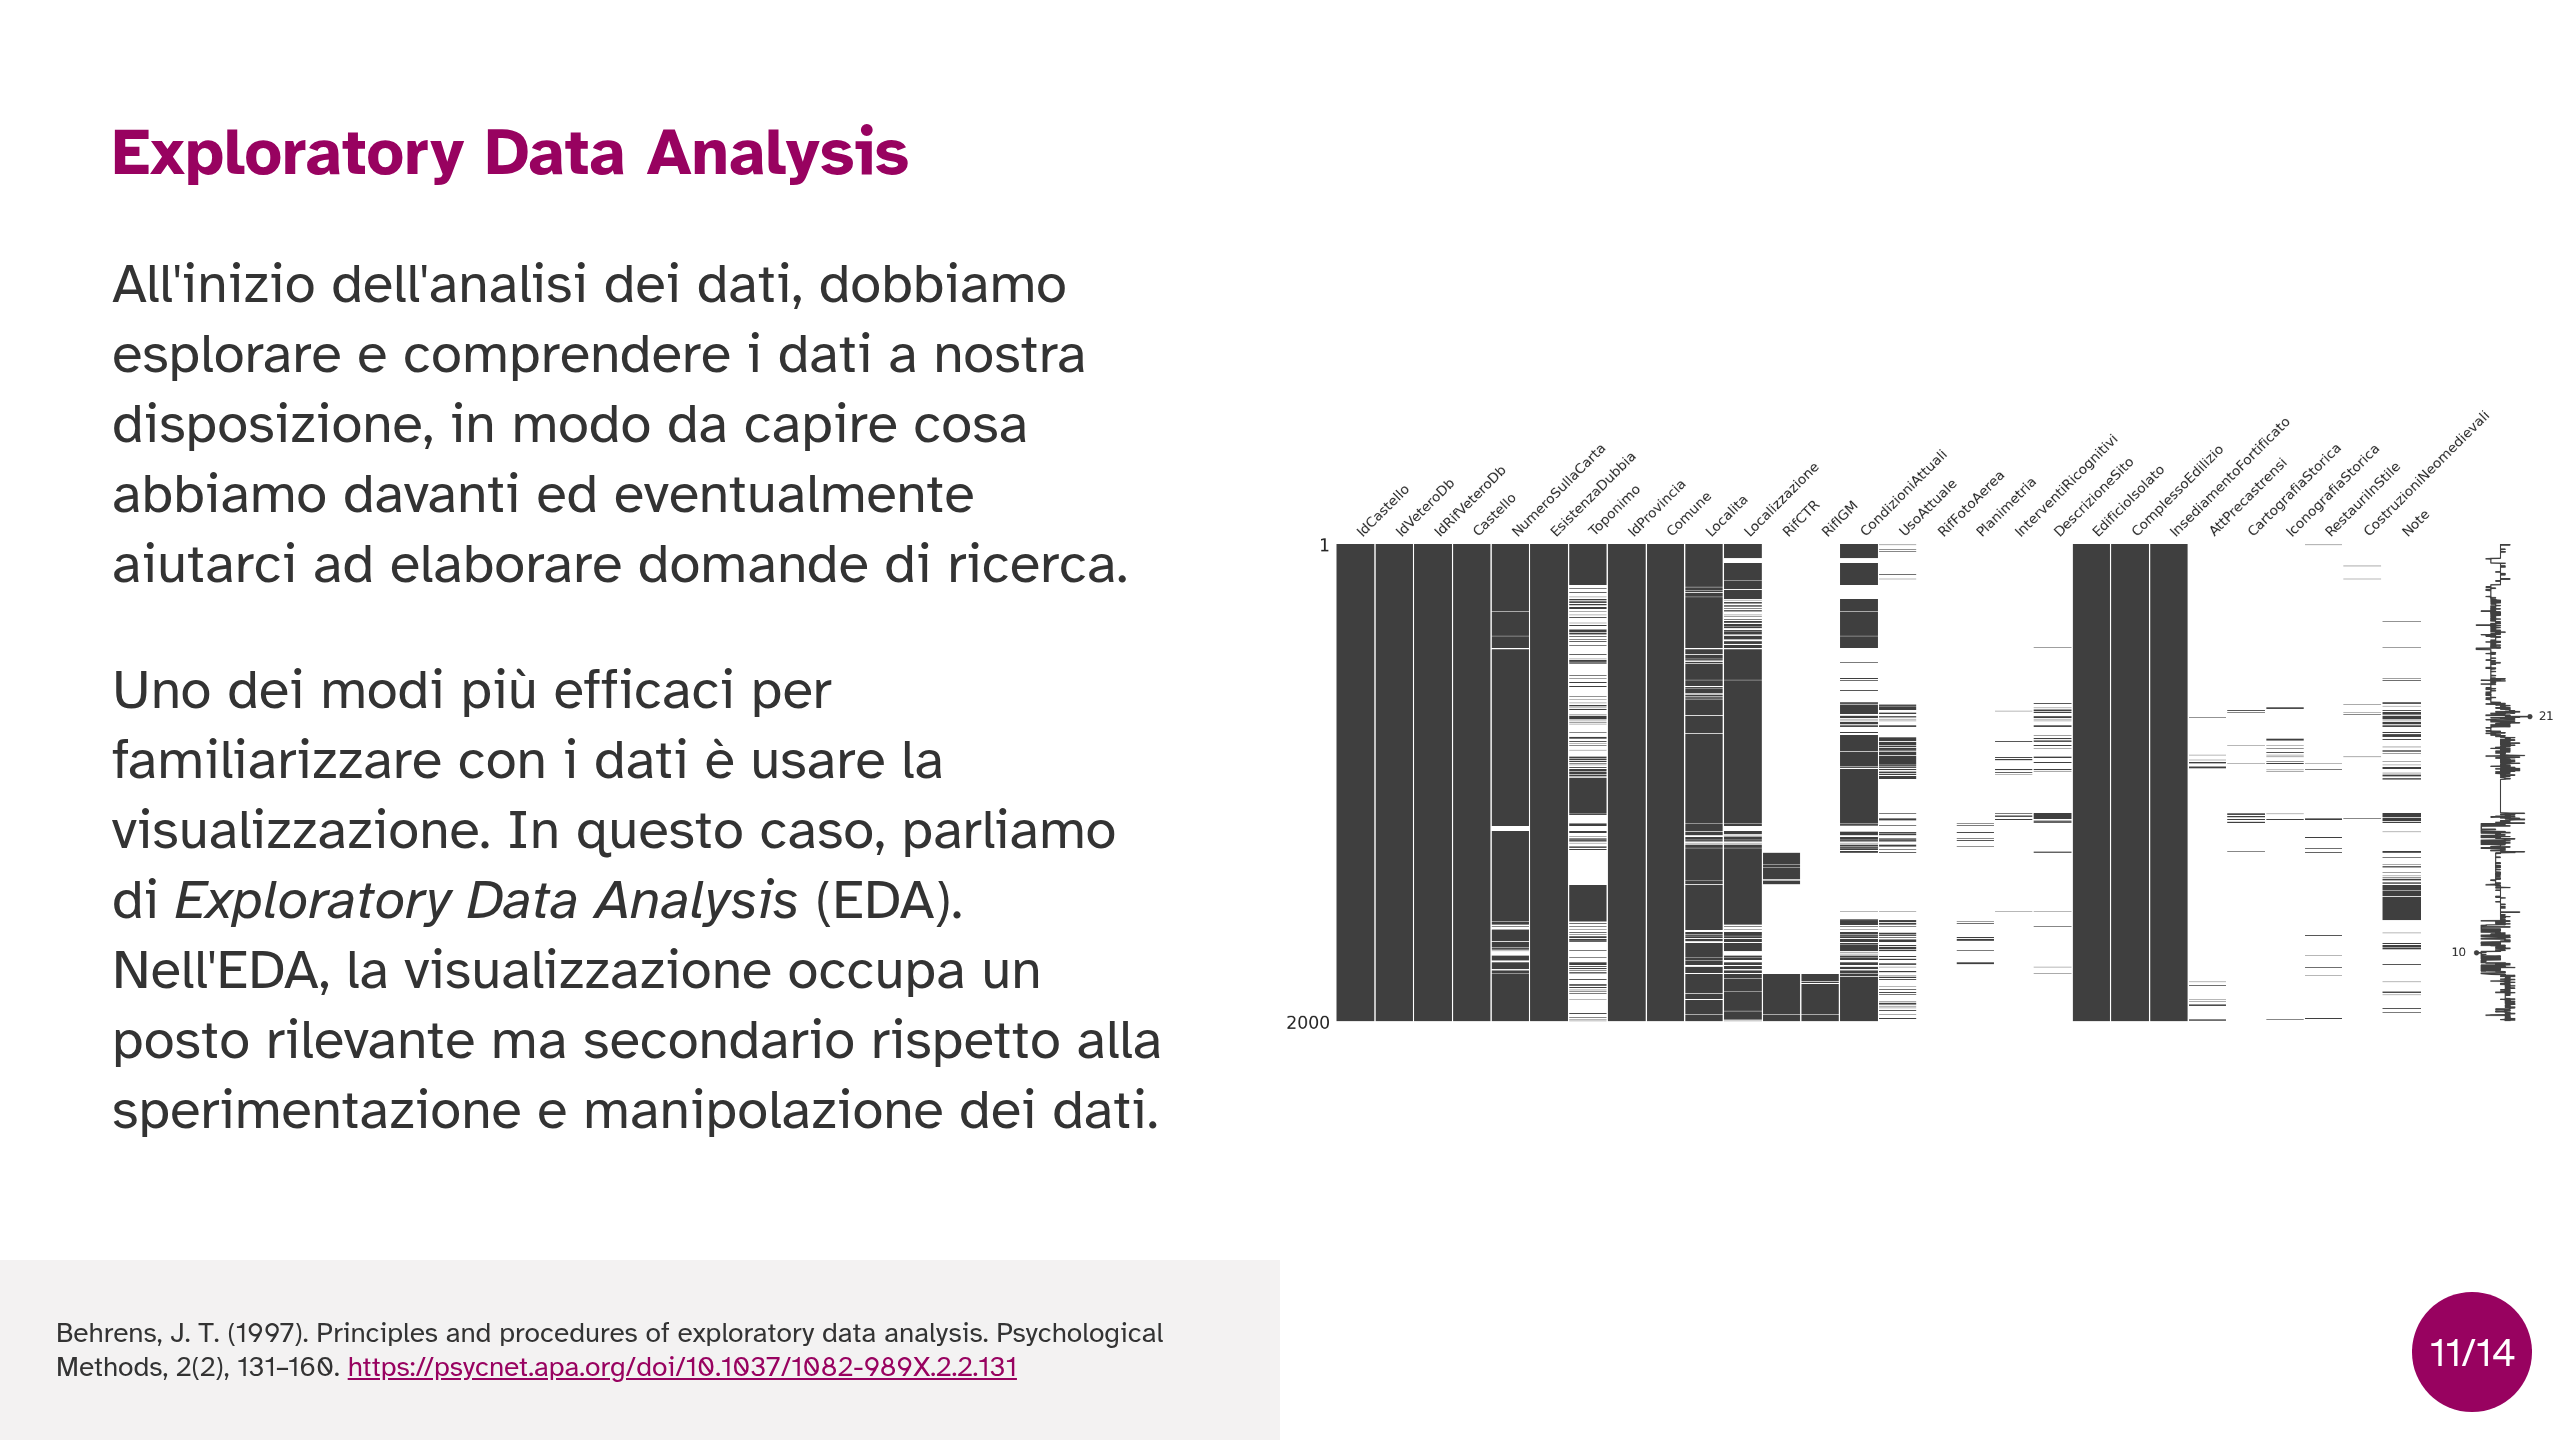 Exploratory Data Analysis
All'inizio dell'analisi dei dati, dobbiamo
esplorare e comprendere i dati a nostra
disposizione, in modo da capire cosa
abbiamo davanti ed eventualmente
aiutarci ad elaborare domande di ricerca.
Uno dei modi più efficaci per
familiarizzare con i dati è usare la
visualizzazione. In questo caso, parliamo
di Exploratory Data Analysis (EDA).
Nell'EDA, la visualizzazione occupa un
posto rilevante ma secondario rispetto alla
sperimentazione e manipolazione dei dati.
IdCastello
IdVeteroDb
IdRifVeteroDb
Castello
NumeroSullaCarta
EsistenzaDubbia
Toponimo
IdProvincia
Comune
Localita
Localizzazione
RifCTR
RifIGM
CondizioniAttuali
UsoAttuale
RifFotoAerea
Planimetria
InterventiRicognitivi
DescrizioneSito
EdificioIsolato
ComplessoEdilizio
InsediamentoFortificato
AttPrecastrensi
CartografiaStorica
IconografiaStorica
RestauriInStile
CostruzioniNeomedievali
Note
1
21
10
2000
Behrens, J. T. (1997). Principles and procedures of exploratory data analysis. Psychological
Methods, 2(2), 131–160. https://psycnet.apa.org/doi/10.1037/1082-989X.2.2.131
11/14